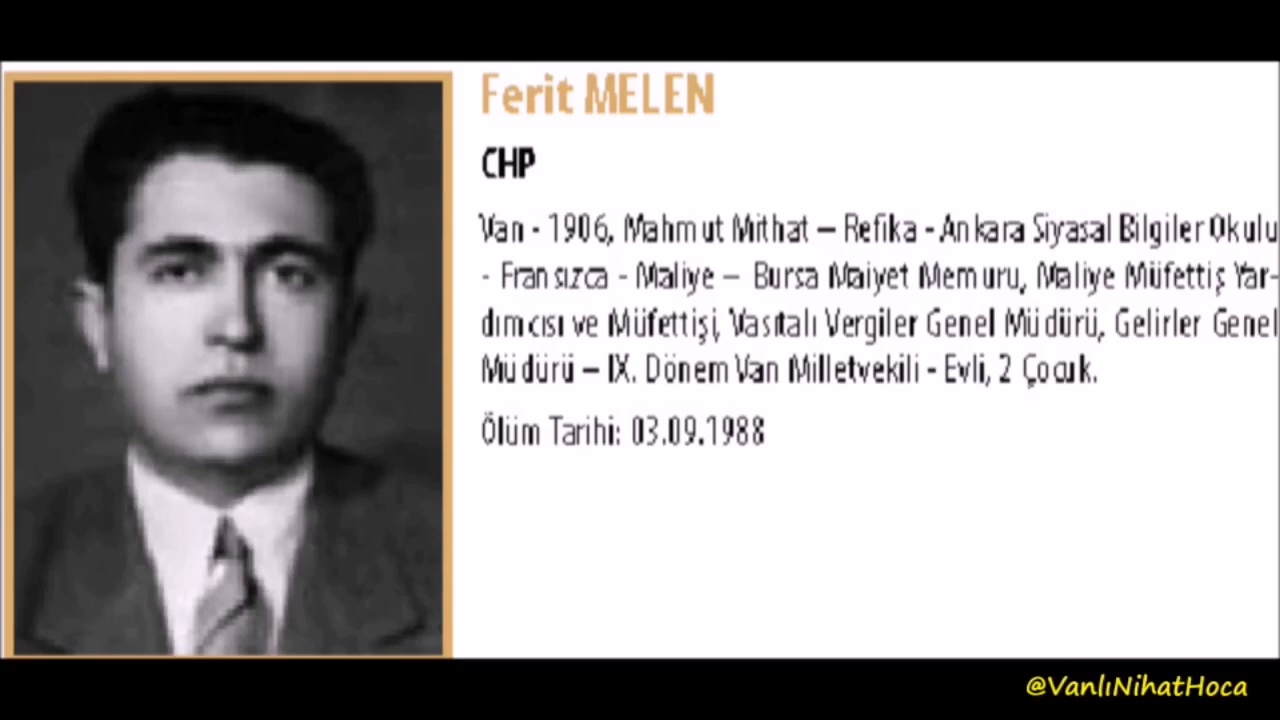 Ferit MELEN
CHP
Van - 1906, Mahmut Mithat – Refika - Ankara Siyasal Bilgiler Okulu
- Fransızca - Maliye – Bursa Maiyet Memuru, Maliye Müfettiş Yar-
dımcısı ve Müfettişi, Vasıtalı Vergiler Genel Müdürü, Gelirler Genel
Müdürü – IX. Dönem Van Milletvekili - Evli, 2 Çocuk.
Ölüm Tarihi: 03.09.1988
@VanlıNihatHoca